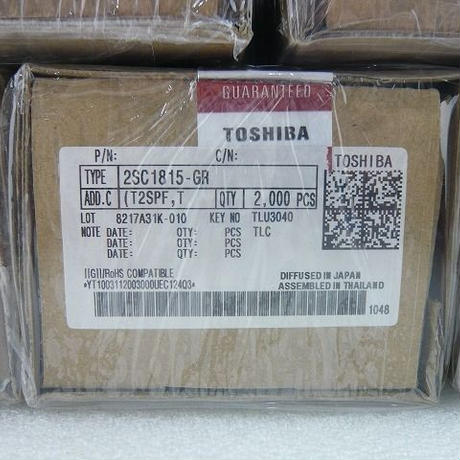 GUARANTEED
TOSHIBA
P/N: C/N:
TOSHIBA
TYPE 2SC1815-GR
ADD.C (T2SPF,T QTY 2,000 PCS
LOT 8217A31K-010 KEY NO TLU3040
NOTE DATE: QTY: PCS TLC
DATE: QTY: PCS
DATE: QTY: PCS
[[G]]/RoHS COMPATIBLE
DIFFUSED IN JAPAN
*YT1003112003000UEC124Q3*
ASSEMBLED IN THAILAND
1048